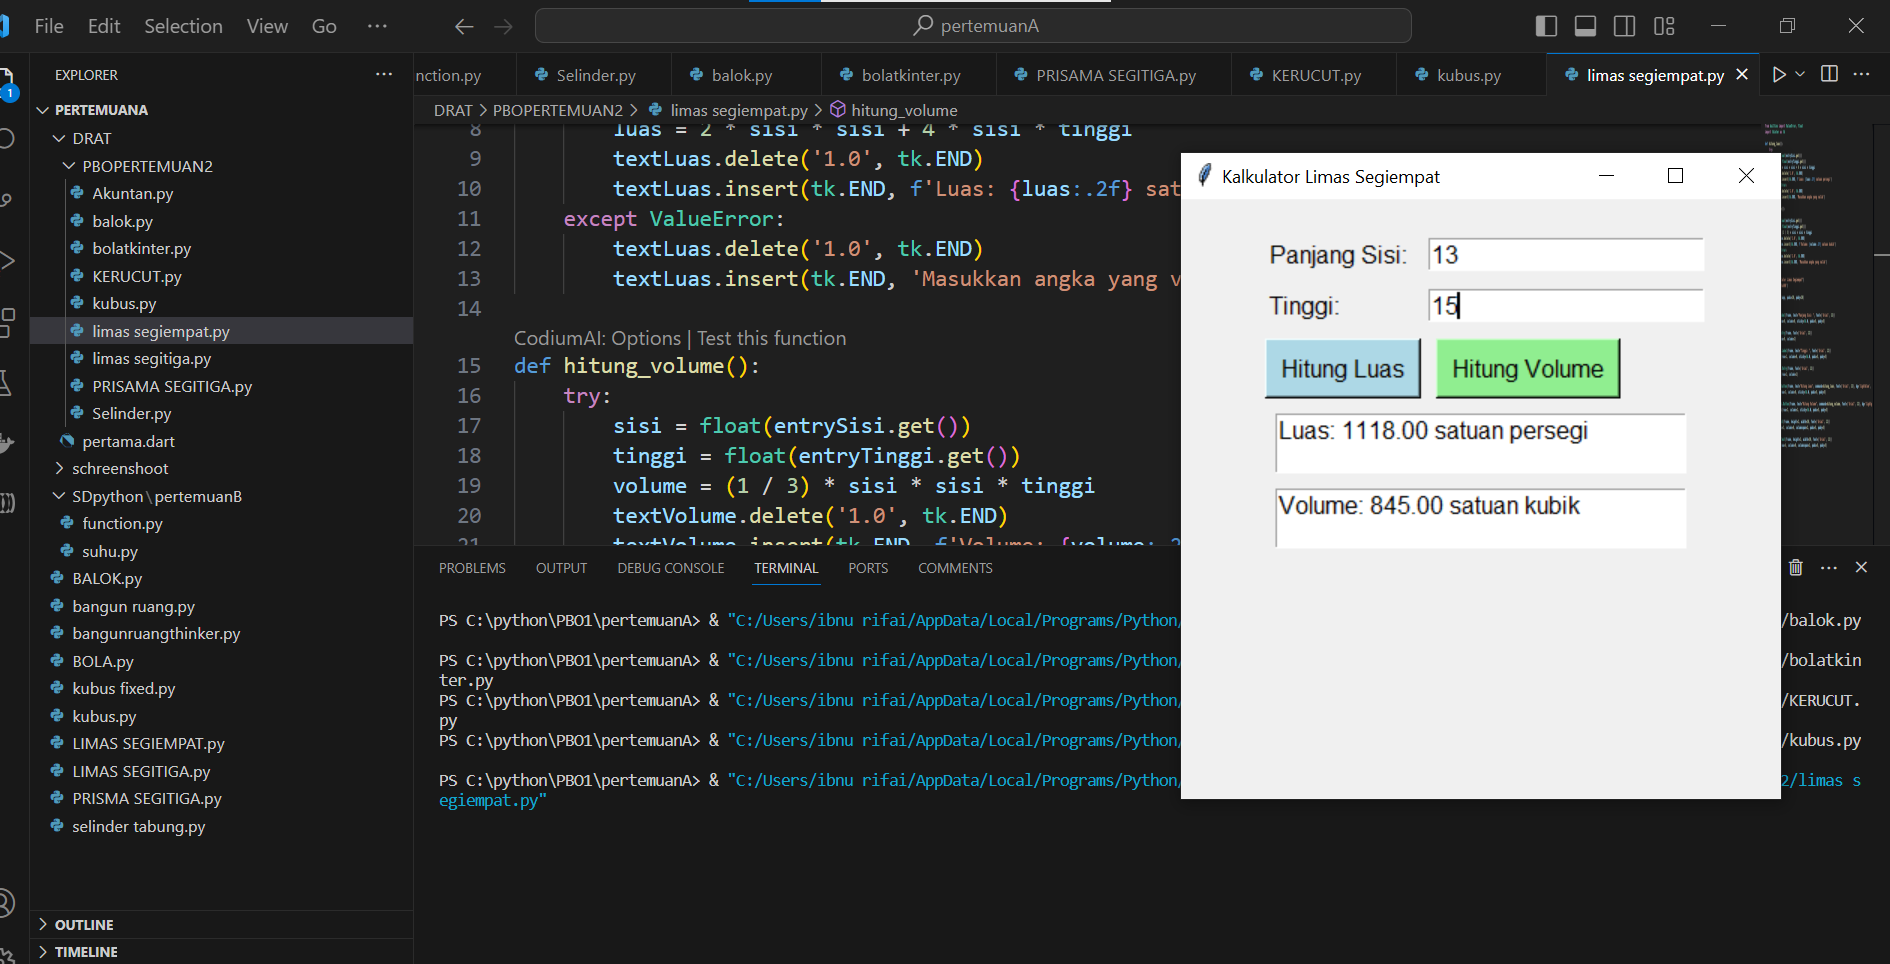 File Edit Selection View Go ···
pertemuanA
EXPLORER ···
PERTEMUANA
DRAT
PBOPERTEMUAN2
Akuntan.py
balok.py
bolatkinter.py
KERUCUT.py
kubus.py
limas segiempat.py
limas segitiga.py
PRISAMA SEGITIGA.py
Selinder.py
pertama.dart
schreenshoot
SDpython\pertemuanB
function.py
suhu.py
BALOK.py
bangun ruang.py
bangunruangthinker.py
BOLA.py
kubus fixed.py
kubus.py
LIMAS SEGIEMPAT.py
LIMAS SEGITIGA.py
PRISMA SEGITIGA.py
selinder tabung.py
OUTLINE
TIMELINE
1
nction.py Selinder.py balok.py bolatkinter.py PRISAMA SEGITIGA.py KERUCUT.py kubus.py limas segiempat.py
DRAT > PBOPERTEMUAN2 > limas segiempat.py > hitung_volume
8 luas = 2 * sisi * sisi + 4 * sisi * tinggi
9 textLuas.delete('1.0', tk.END)
10 textLuas.insert(tk.END, f'Luas: {luas:.2f} sat
11 except ValueError:
12 textLuas.delete('1.0', tk.END)
13 textLuas.insert(tk.END, 'Masukkan angka yang v
14
CodiumAI: Options | Test this function
15 def hitung_volume():
16 try:
17 sisi = float(entrySisi.get())
18 tinggi = float(entryTinggi.get())
19 volume = (1 / 3) * sisi * sisi * tinggi
20 textVolume.delete('1.0', tk.END)
21 textVolume.insert(tk.END, f'Volume: {volume:.2
PROBLEMS OUTPUT DEBUG CONSOLE TERMINAL PORTS COMMENTS
PS C:\python\PBO1\pertemuanA> & "C:/Users/ibnu rifai/AppData/Local/Programs/Python/ /balok.py
PS C:\python\PBO1\pertemuanA> & "C:/Users/ibnu rifai/AppData/Local/Programs/Python/ /bolatkin
ter.py
PS C:\python\PBO1\pertemuanA> & "C:/Users/ibnu rifai/AppData/Local/Programs/Python/ /KERUCUT.
py
PS C:\python\PBO1\pertemuanA> & "C:/Users/ibnu rifai/AppData/Local/Programs/Python/ /kubus.py
PS C:\python\PBO1\pertemuanA> & "C:/Users/ibnu rifai/AppData/Local/Programs/Python/ 2/limas s
egiempat.py"
Kalkulator Limas Segiempat
Panjang Sisi: 13
Tinggi: 15
Hitung Luas Hitung Volume
Luas: 1118.00 satuan persegi
Volume: 845.00 satuan kubik